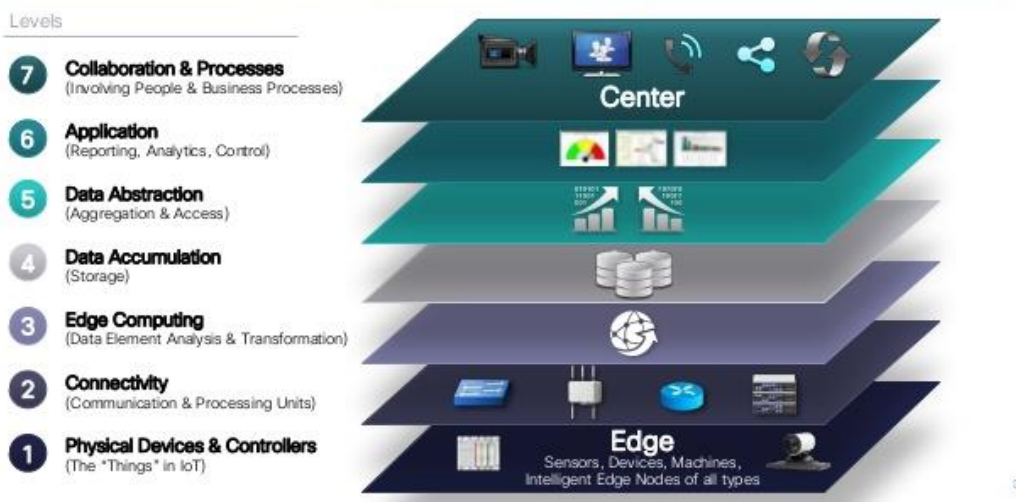 Levels
7
Collaboration & Processes
(Involving People & Business Processes)
6
Application
(Reporting, Analytics, Control)
5
Data Abstraction
(Aggregation & Access)
4
Data Accumulation
(Storage)
3
Edge Computing
(Data Element Analysis & Transformation)
2
Connectivity
(Communication & Processing Units)
1
Physical Devices & Controllers
(The "Things" in IoT)
Center
Edge
Sensors, Devices, Machines,
Intelligent Edge Nodes of all types